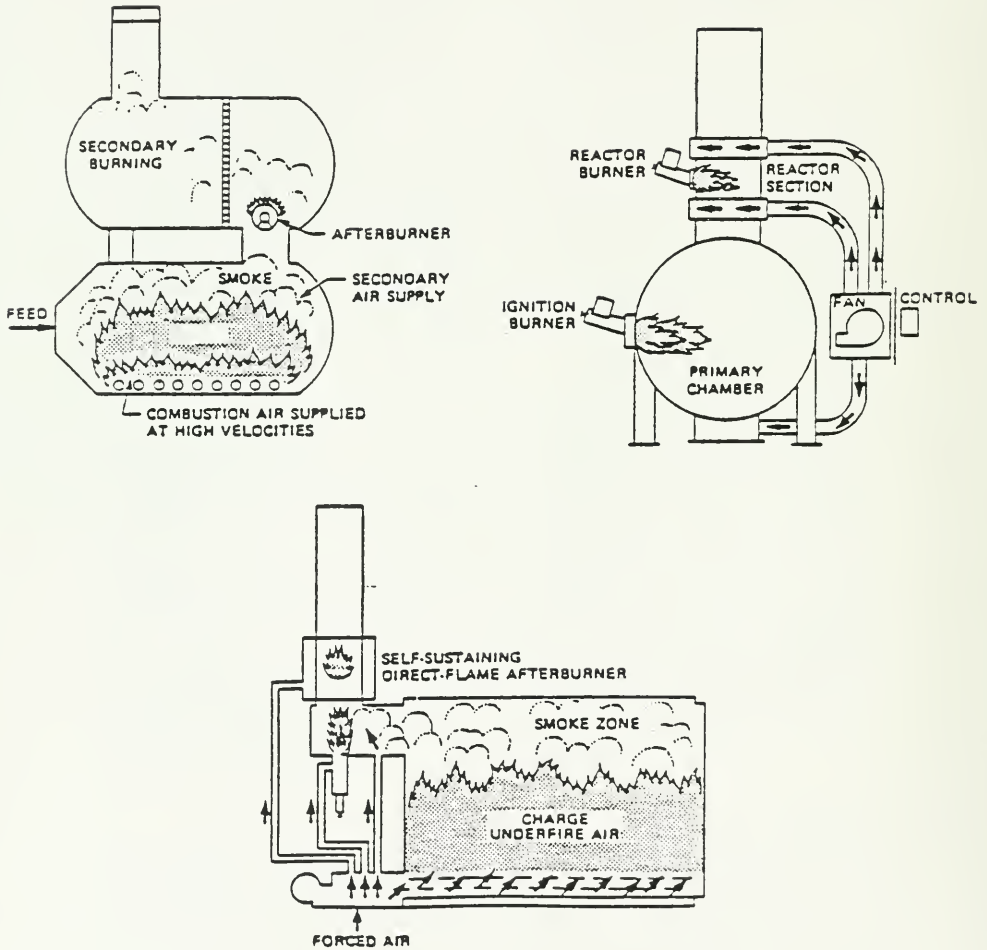 SECONDARY
BURNING
AFTERBURNER
SMOKE
SECONDARY
AIR SUPPLY
FEED
COMBUSTION AIR SUPPLIED
AT HIGH VELOCITIES
REACTOR
BURNER
REACTOR
SECTION
IGNITION
BURNER
FAN
CONTROL
PRIMARY
CHAMBER
SELF-SUSTAINING
DIRECT-FLAME AFTERBURNER
SMOKE ZONE
CHARGE
UNDERFIRE AIR
FORCED AIR